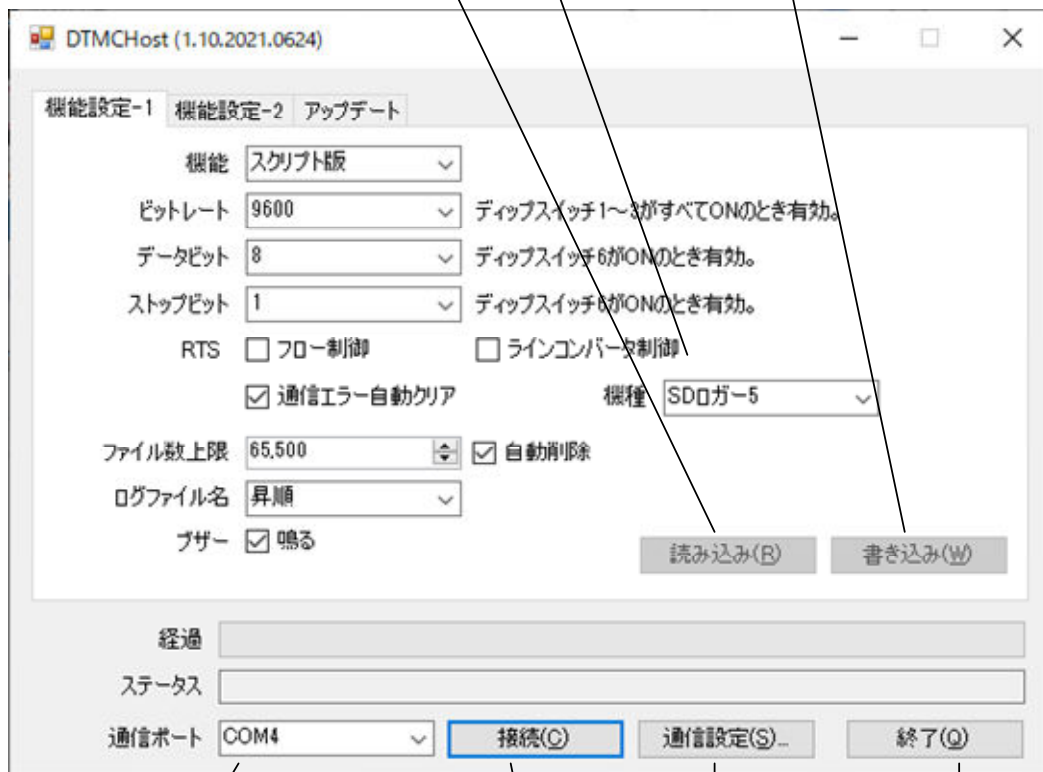 DTMCHost (1.10.2021.0624)
機能設定-1 機能設定-2 アップデート
機能 スクリプト版
ビットレート 9600 ディップスイッチ1～3がすべてONのとき有効。
データビット 8 ディップスイッチ6がONのとき有効。
ストップビット 1 ディップスイッチ6がONのとき有効。
RTS フロー制御 ラインコンバータ制御
通信エラー自動クリア 機種 SDロガー5
ファイル数上限 65,500 自動削除
ログファイル名 昇順
ブザー 鳴る
読み込み(R) 書き込み(W)
経過
ステータス
通信ポート COM4 接続(C) 通信設定(S)... 終了(Q)